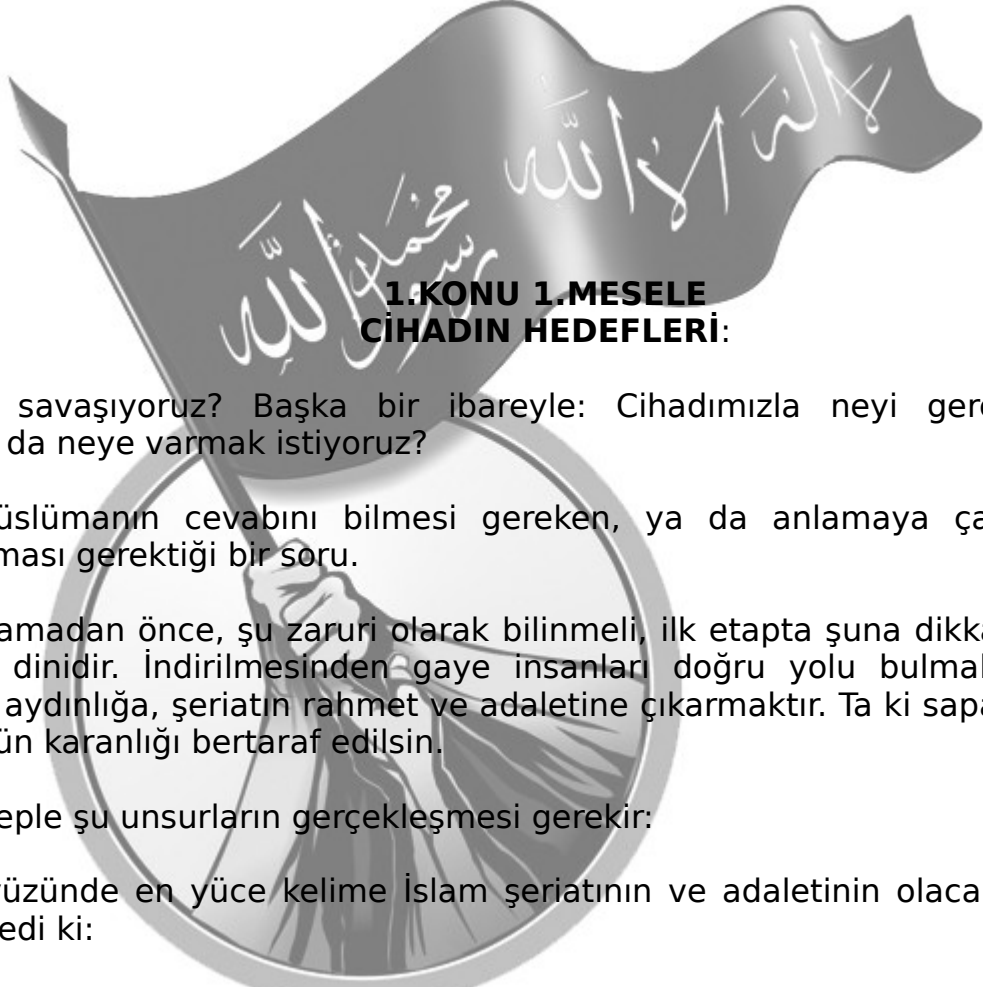 لا إله إلا الله
محمد رسول الله
1.KONU 1.MESELE
CİHADIN HEDEFLERİ:
savaşıyoruz? Başka bir ibareyle: Cihadımızla neyi
da neye varmak istiyoruz?
cevabını bilmesi gereken, ya da anlamaya
gerektiği bir soru.
önce, şu zaruri olarak bilinmeli, ilk etapta şuna
dinidir. İndirilmesinden gaye insanları doğru yolu
aydınlığa, şeriatın rahmet ve adaletine çıkarmaktır. Ta ki
karanlığı bertaraf edilsin.
şu unsurların gerçekleşmesi gerekir:
en yüce kelime İslam şeriatının ve adaletinin
ki: